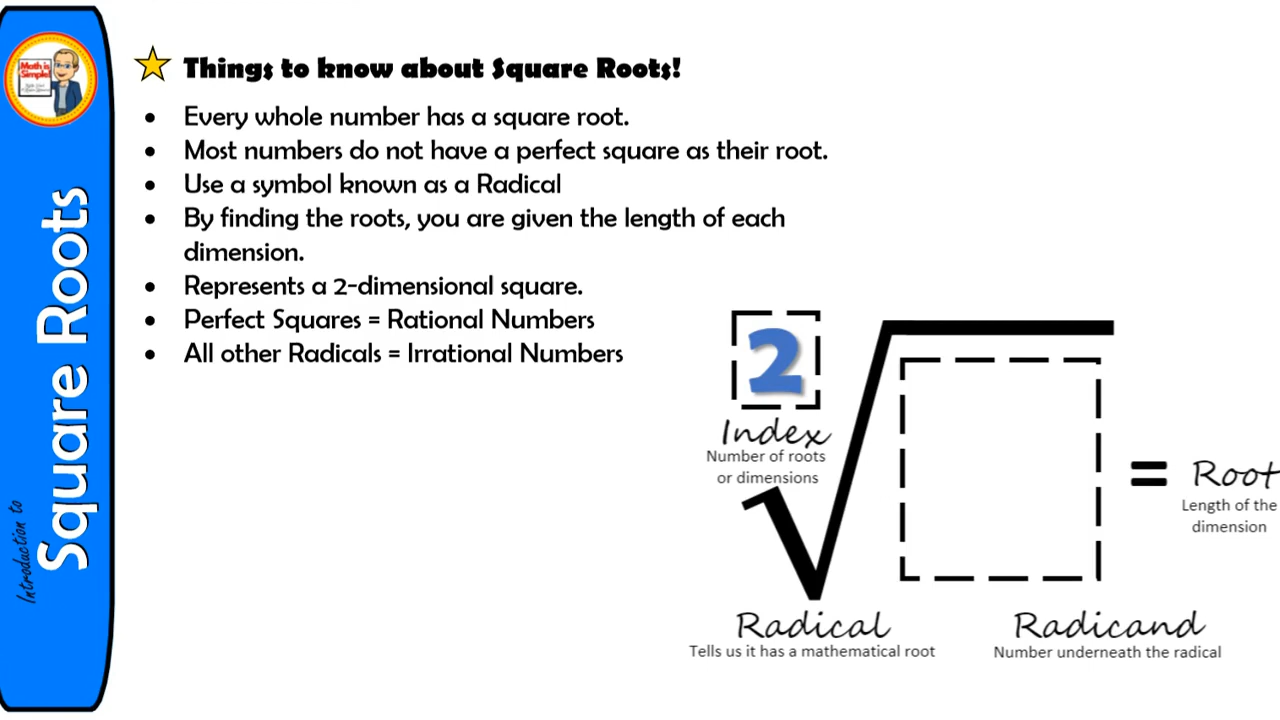 Math is
Simple!
Introduction to
Square Roots
Things to know about Square Roots!
• Every whole number has a square root.
• Most numbers do not have a perfect square as their root.
• Use a symbol known as a Radical
• By finding the roots, you are given the length of each
dimension.
• Represents a 2-dimensional square.
• Perfect Squares = Rational Numbers
• All other Radicals = Irrational Numbers
2
Index
Number of roots
or dimensions
√
= Root
Length of the
dimension
Radical
Tells us it has a mathematical root
Radicand
Number underneath the radical